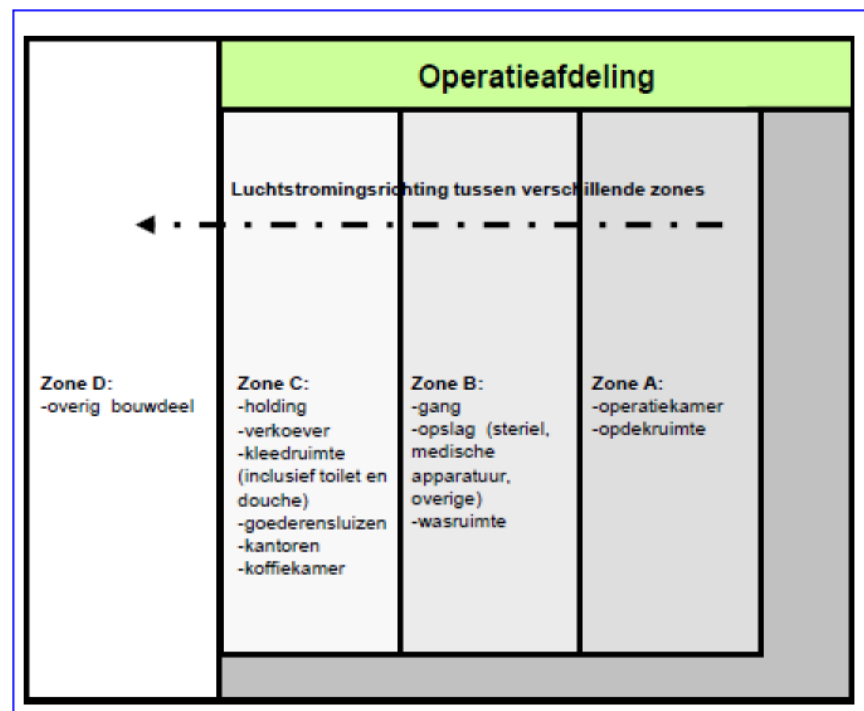 Operatieafdeling
Luchtstromingsrichting tussen verschillende zones
Zone D:
-overig bouwdeel
Zone C:
-holding
-verkoever
-kleedruimte
(inclusief toilet en
douche)
-goederensluizen
-kantoren
-koffiekamer
Zone B:
-gang
-opslag (steriel,
medische
apparatuur,
overige)
-wasruimte
Zone A:
-operatiekamer
-opdekruimte